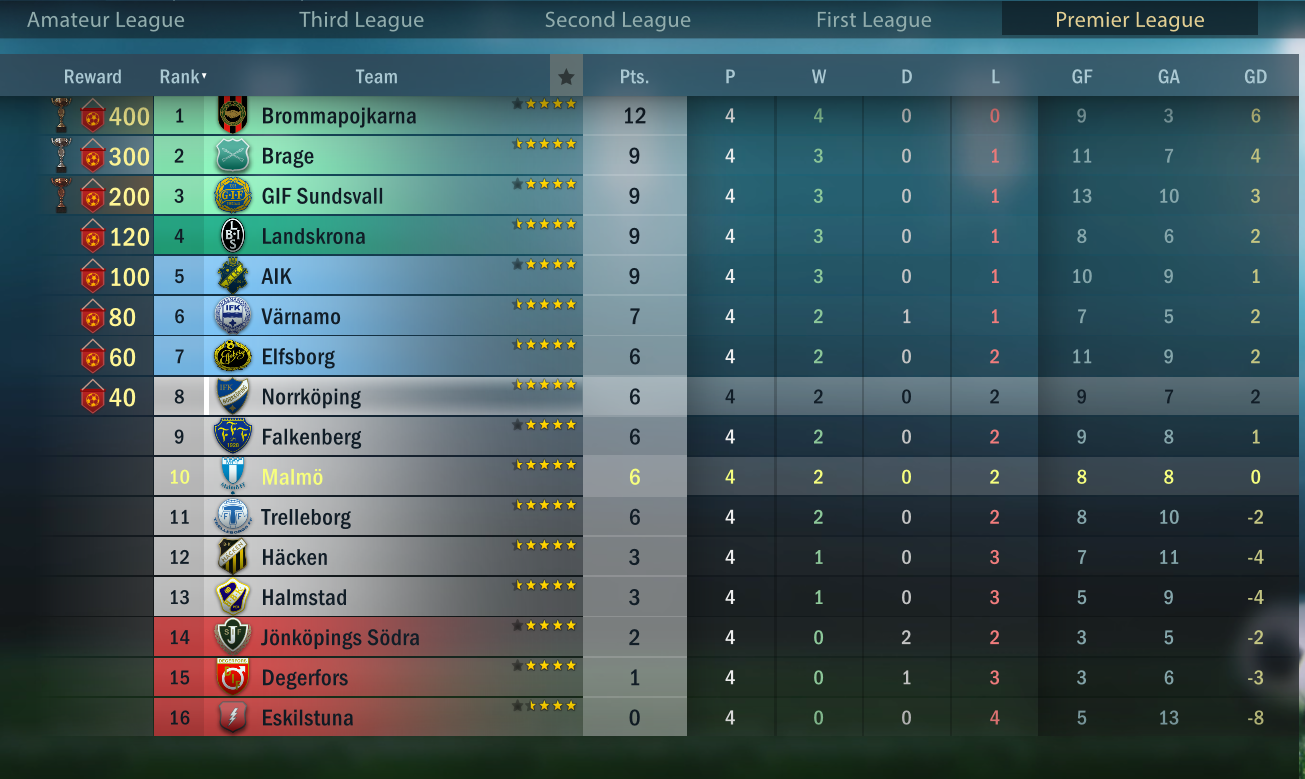 Amateur League Third League Second League First League Premier League
Reward Rank Team Pts. P W D L GF GA GD
400 1 Brommapojkarna 12 4 4 0 0 9 3 6
300 2 Brage 9 4 3 0 1 11 7 4
200 3 GIF Sundsvall 9 4 3 0 1 13 10 3
120 4 Landskrona 9 4 3 0 1 8 6 2
100 5 AIK 9 4 3 0 1 10 9 1
80 6 Värnamo 7 4 2 1 1 7 5 2
60 7 Elfsborg 6 4 2 0 2 11 9 2
40 8 Norrköping 6 4 2 0 2 9 7 2
9 Falkenberg 6 4 2 0 2 9 8 1
10 Malmö 6 4 2 0 2 8 8 0
11 Trelleborg 6 4 2 0 2 8 10 -2
12 Häcken 3 4 1 0 3 7 11 -4
13 Halmstad 3 4 1 0 3 5 9 -4
14 Jönköpings Södra 2 4 0 2 2 3 5 -2
15 Degerfors 1 4 0 1 3 3 6 -3
16 Eskilstuna 0 4 0 0 4 5 13 -8